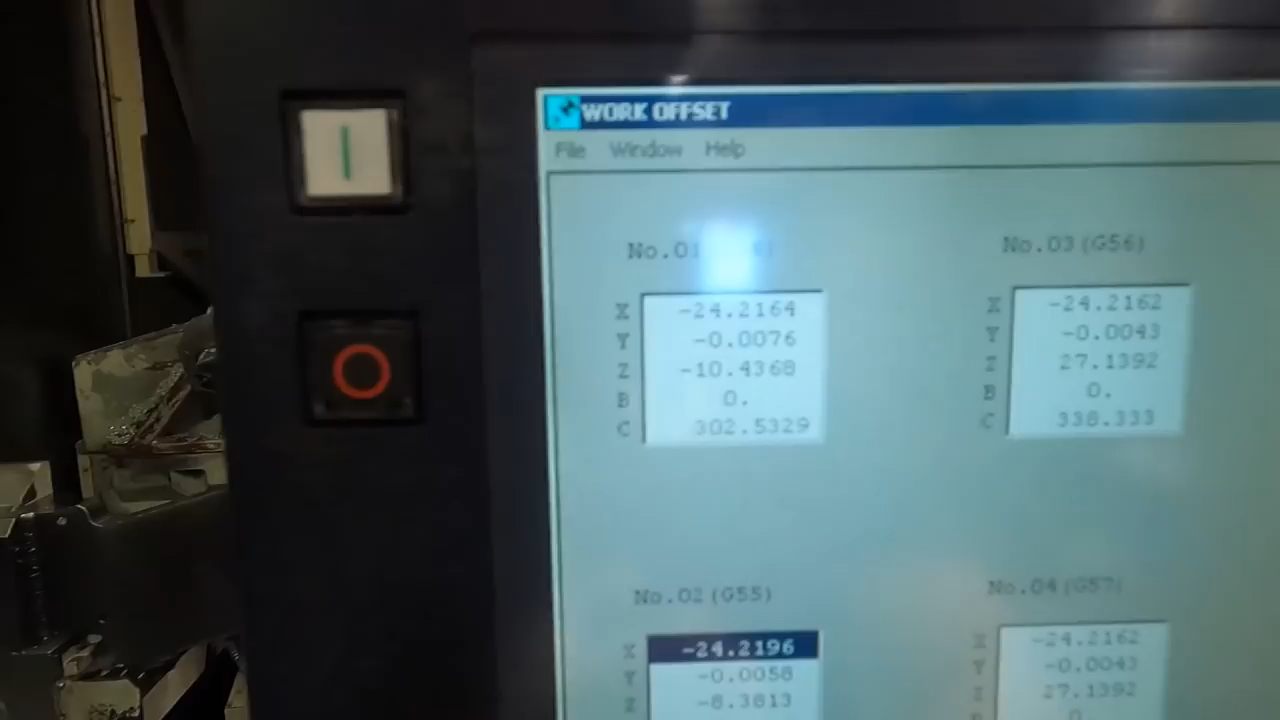 WORK OFFSET
File Window Help
No.01
X -24.2164
Y -0.0076
Z -10.4368
B 0.
C 302.5329
No.03(G56)
X -24.2162
Y -0.0043
Z 27.1392
B 0.
C 338.333
No.02(G55)
X -24.2196
Y -0.0058
Z -8.3813
No.04(G57)
X -24.2162
Y -0.0043
Z 27.1392